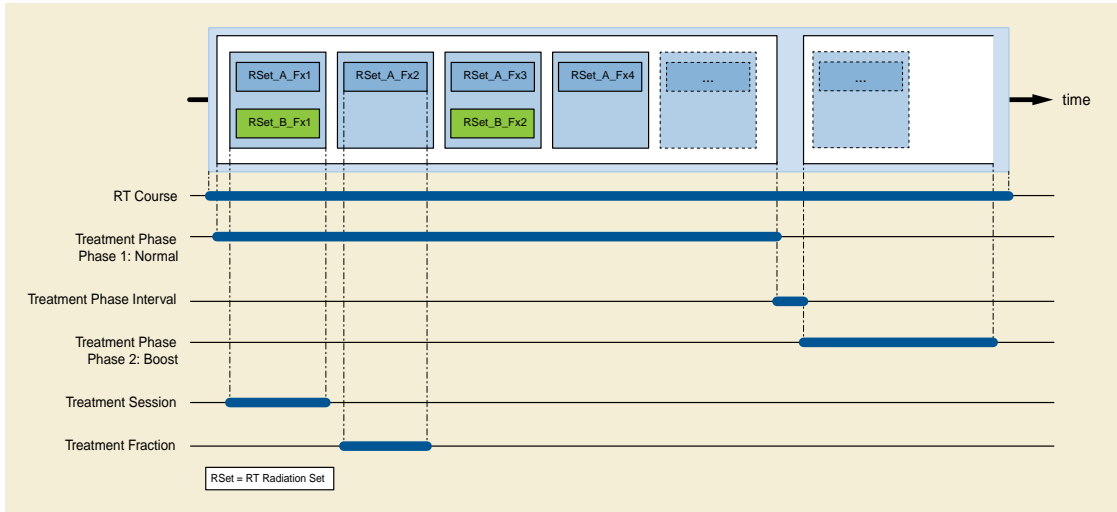 RSet_A_Fx1
RSet_A_Fx2
RSet_A_Fx3
RSet_A_Fx4
...
...
RSet_B_Fx1
RSet_B_Fx2
time
RT Course
Treatment Phase
Phase 1: Normal
Treatment Phase Interval
Treatment Phase
Phase 2: Boost
Treatment Session
Treatment Fraction
RSet = RT Radiation Set